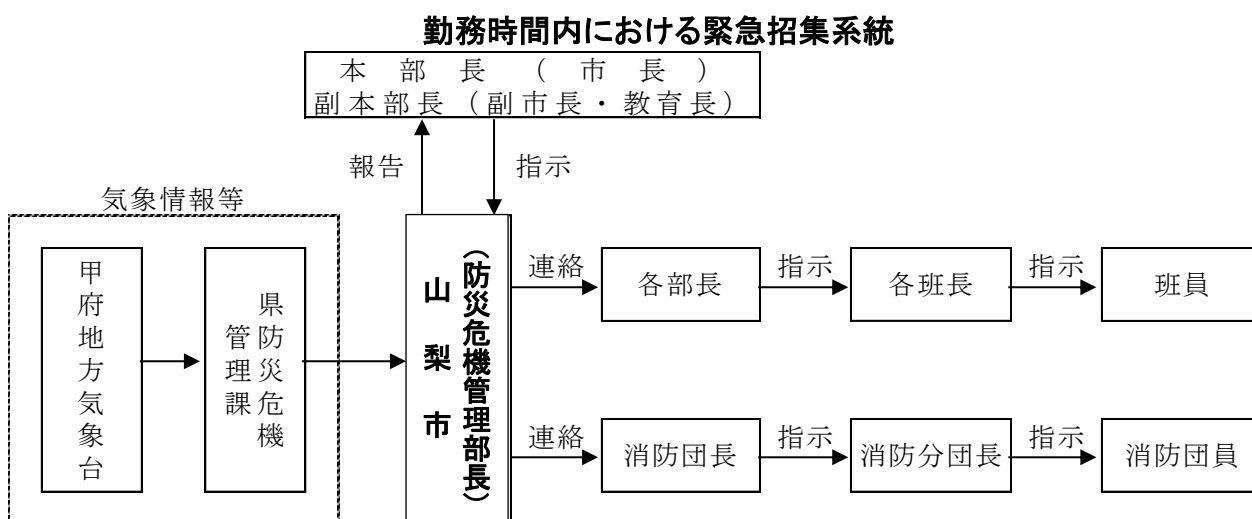 勤務時間内における緊急招集系統
本部長（市長）
副本部長（副市長・教育長）
報告
指示
気象情報等
甲府地方気象台
県防災危機
管理課
山梨市
（防災危機管理部長）
連絡
各部長
指示
各班長
指示
班員
連絡
消防団長
指示
消防分団長
指示
消防団員